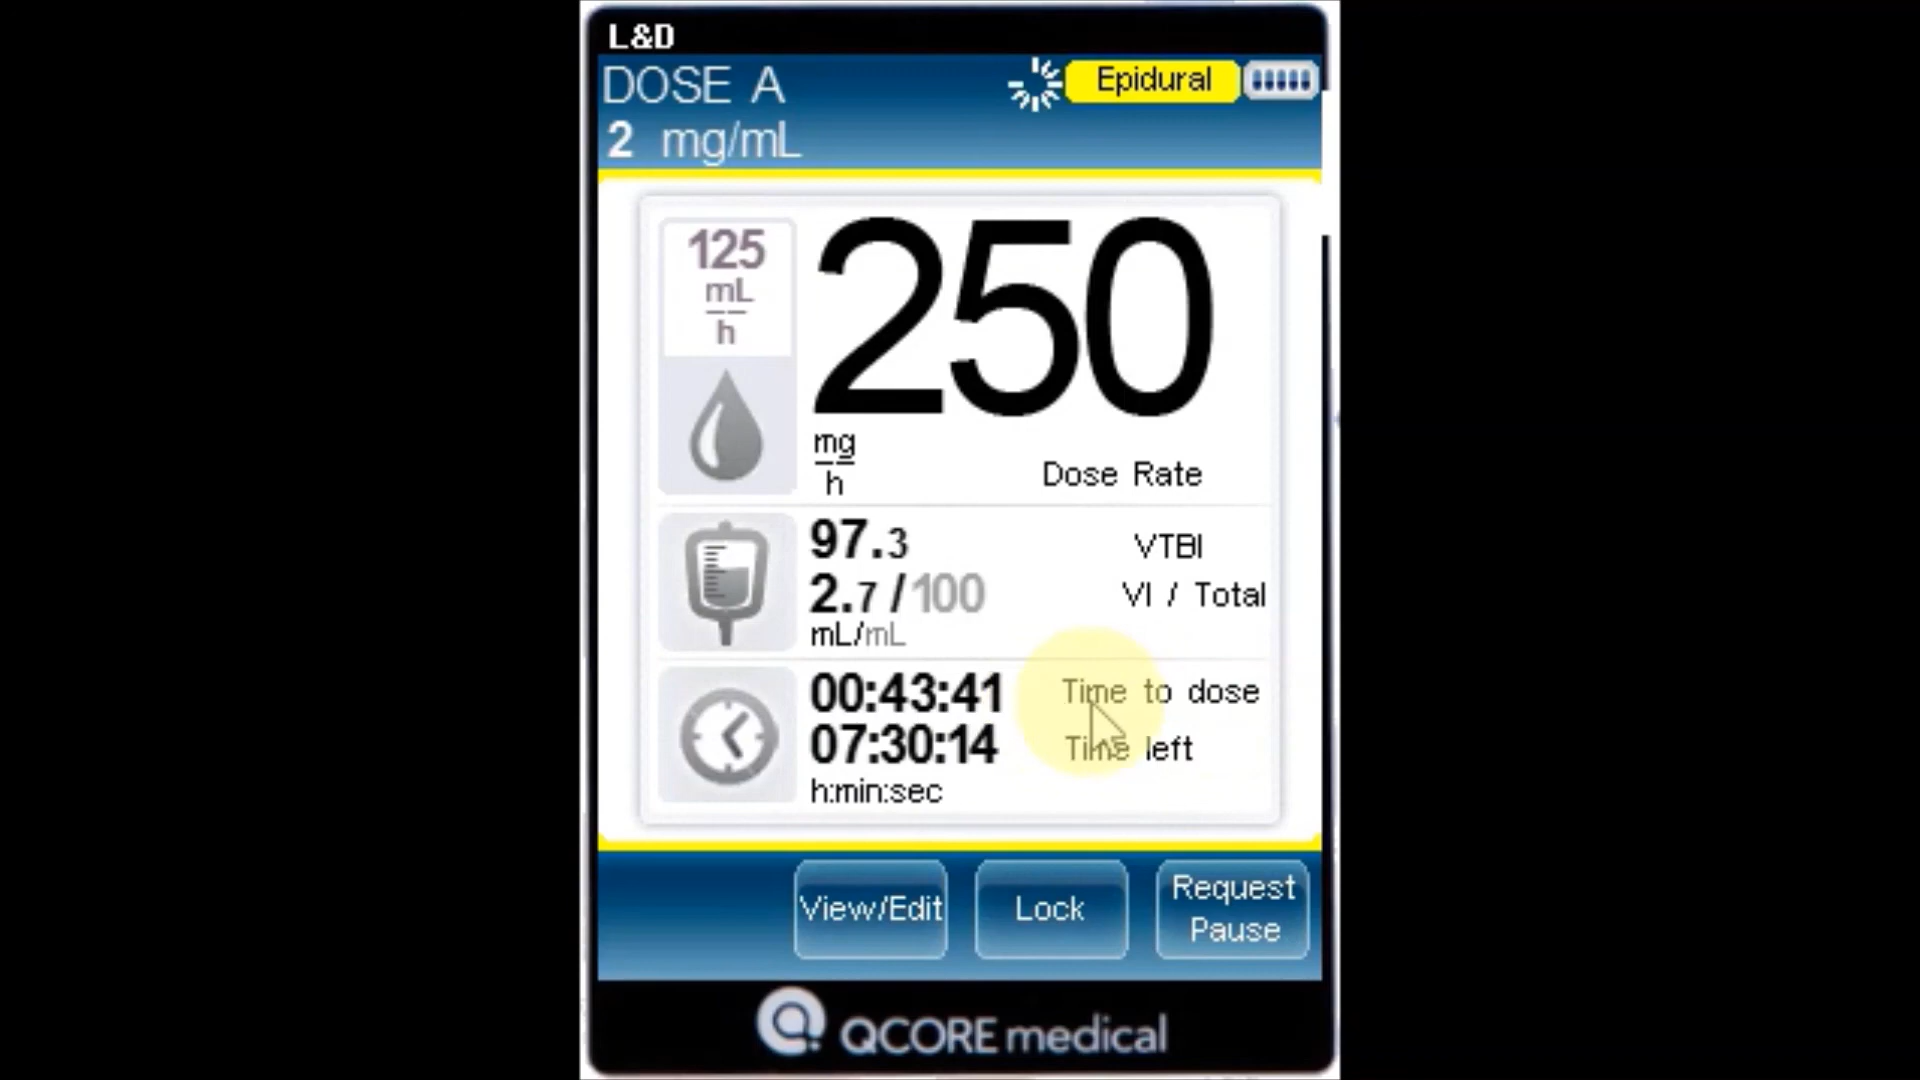 L&D
DOSE A
Epidural
2 mg/mL
125
mL
h
250
mg
h
Dose Rate
97.3
VTBI
2.7/100
VI / Total
mL/mL
00:43:41
Time to dose
07:30:14
Time left
h:min:sec
View/Edit
Lock
Request
Pause
QCORE medical